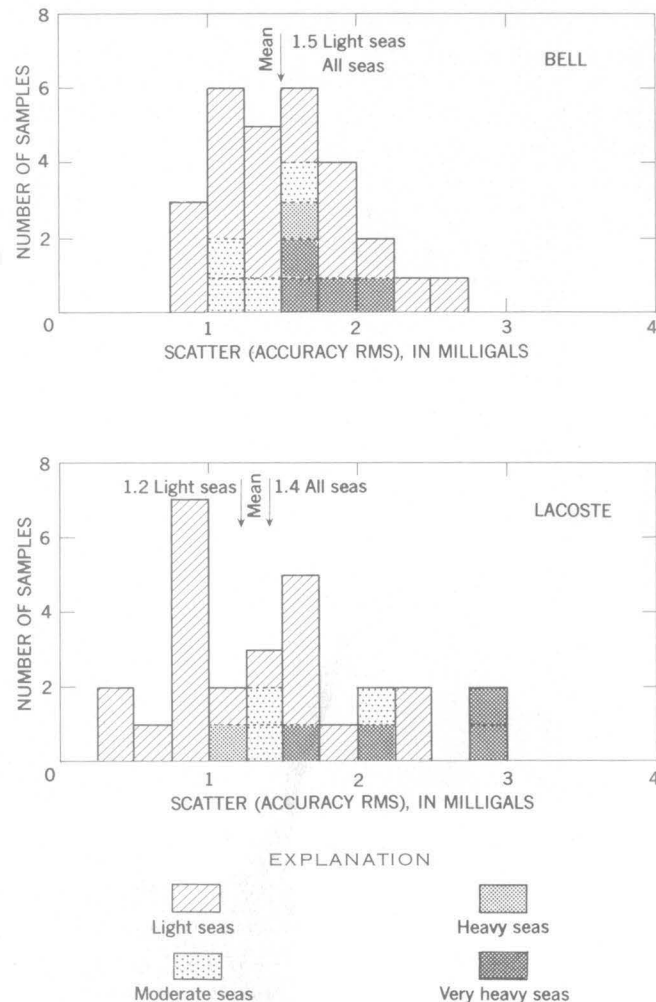 8
6
4
2
0
NUMBER OF SAMPLES
Mean
1.5 Light seas
All seas
BELL
1
2
3
4
SCATTER (ACCURACY RMS), IN MILLIGALS
8
6
4
2
0
NUMBER OF SAMPLES
1.2 Light seas
Mean
1.4 All seas
LACOSTE
1
2
3
4
SCATTER (ACCURACY RMS), IN MILLIGALS
EXPLANATION
Light seas
Heavy seas
Moderate seas
Very heavy seas